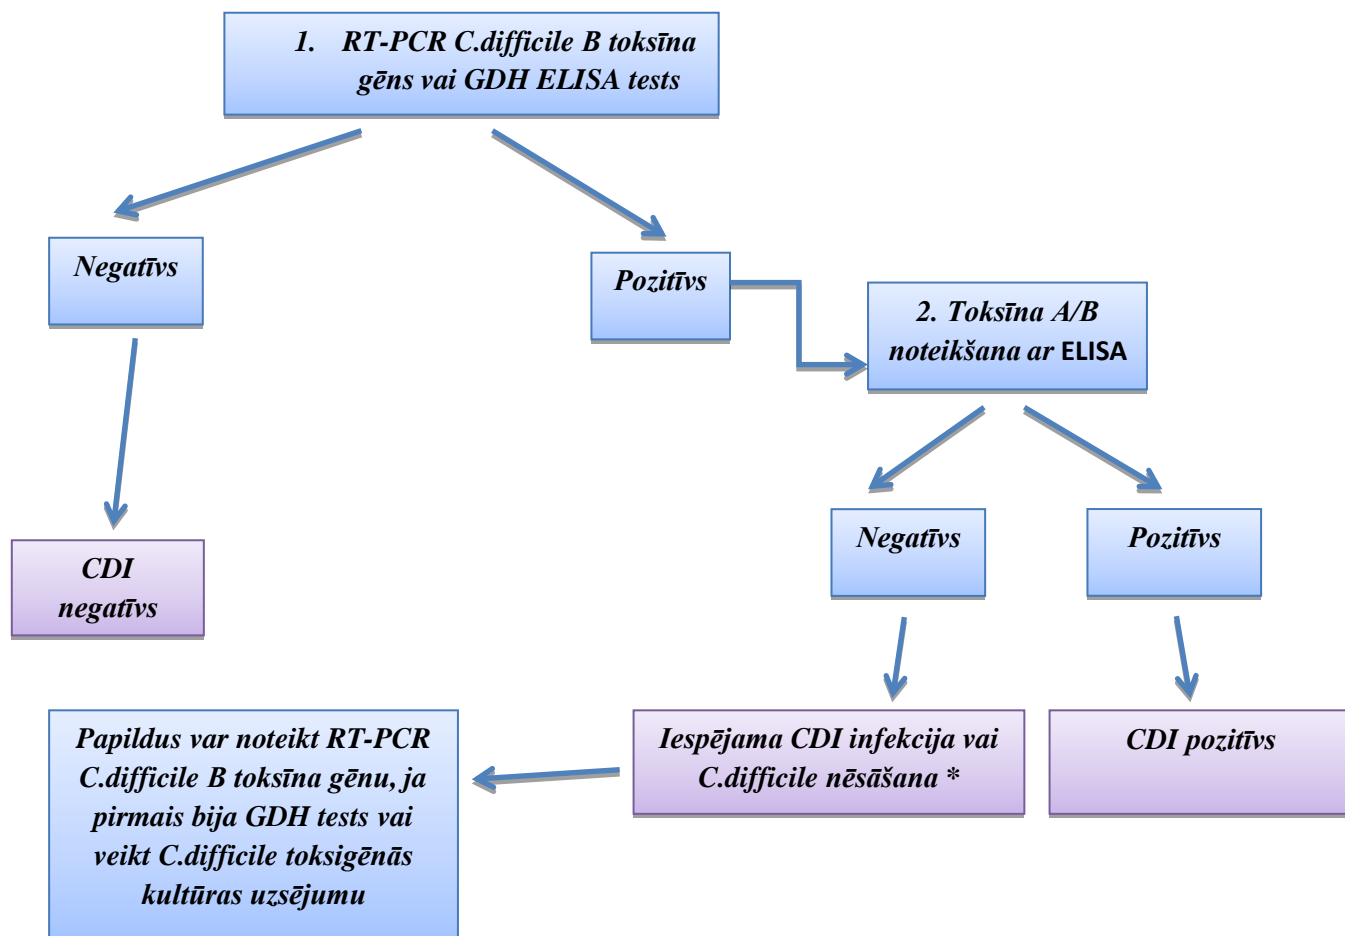 1. RT-PCR C.difficile B toksīna
gēns vai GDH ELISA tests
Negatīvs
Pozitīvs
2. Toksīna A/B
noteikšana ar ELISA
Negatīvs
Pozitīvs
CDI
negatīvs
Papildus var noteikt RT-PCR
C.difficile B toksīna gēnu, ja
pirmais bija GDH tests vai
veikt C.difficile toksigēnās
kultūras uzsējumu
Iespējama CDI infekcija vai
C.difficile nēsāšana *
CDI pozitīvs